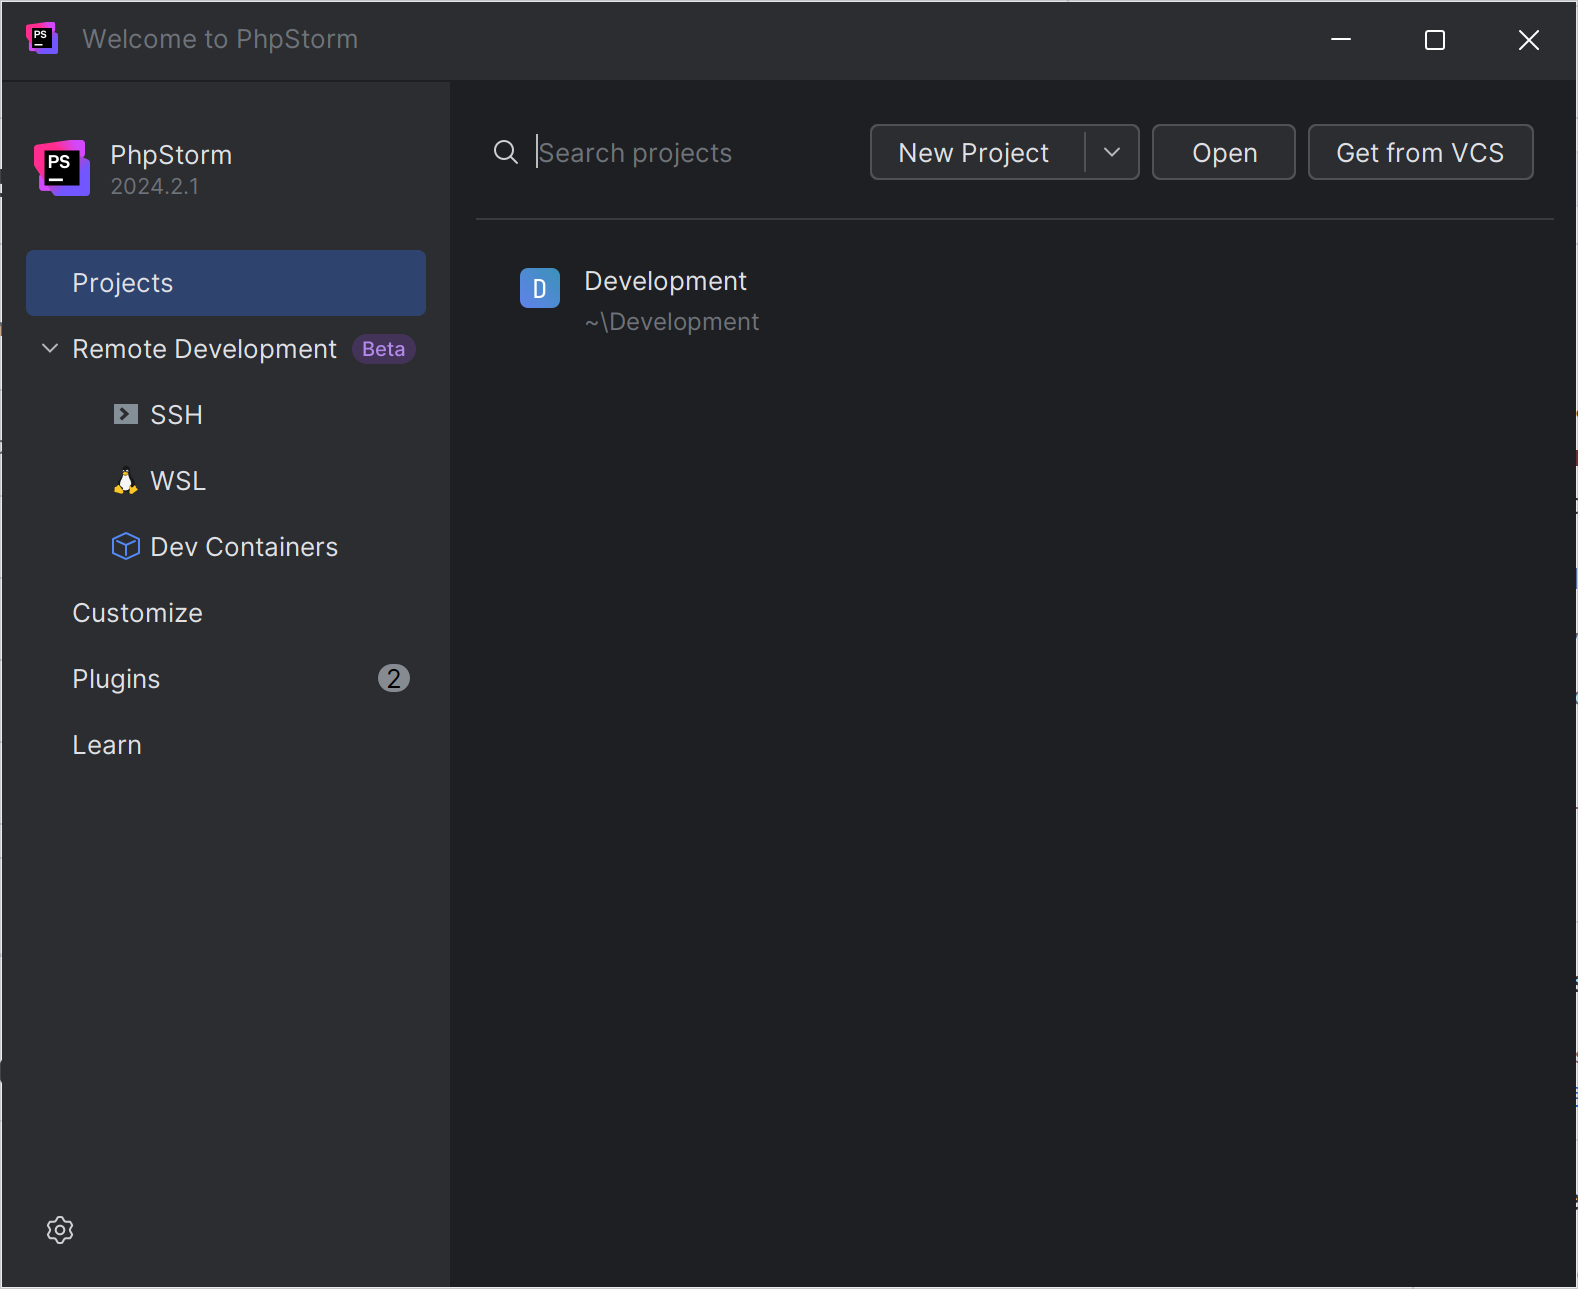 PS
Welcome to PhpStorm
PS
PhpStorm
2024.2.1
Search projects
New Project
Open
Get from VCS
Projects
D
Development
~\Development
Remote Development
Beta
SSH
WSL
Dev Containers
Customize
Plugins
2
Learn